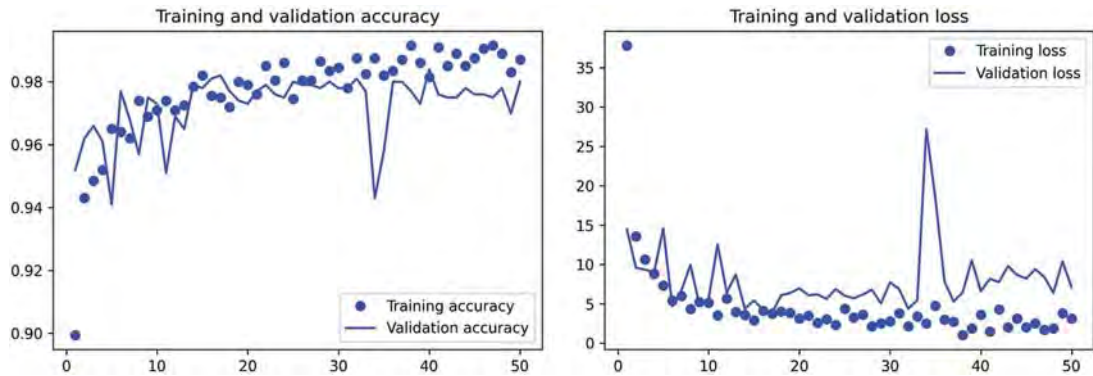 Training and validation accuracy
0.98
0.96
0.94
0.92
0.90
Training accuracy
Validation accuracy
0 10 20 30 40 50
Training and validation loss
Training loss
Validation loss
35
30
25
20
15
10
5
0
0 10 20 30 40 50